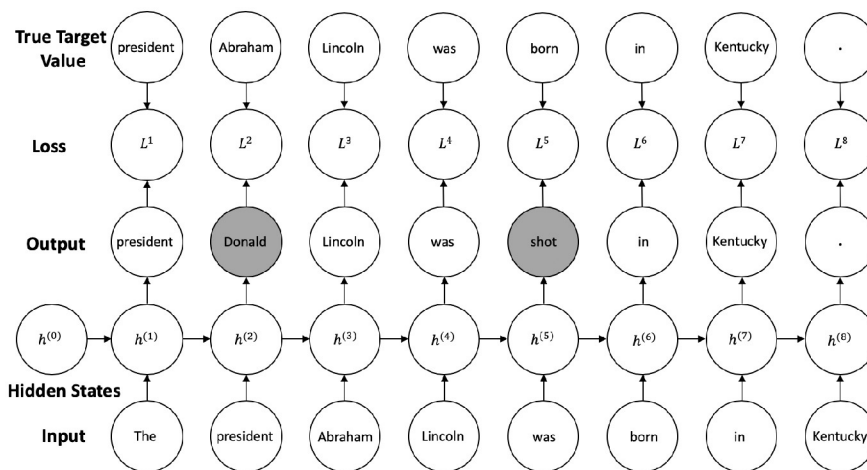 True Target Value president Abraham Lincoln was born in Kentucky .
Loss L¹ L² L³ L⁴ L⁵ L⁶ L⁷ L⁸
Output president Donald Lincoln was shot in Kentucky .
h⁽⁰⁾ h⁽¹⁾ h⁽²⁾ h⁽³⁾ h⁽⁴⁾ h⁽⁵⁾ h⁽⁶⁾ h⁽⁷⁾ h⁽⁸⁾
Hidden States
Input The president Abraham Lincoln was born in Kentucky